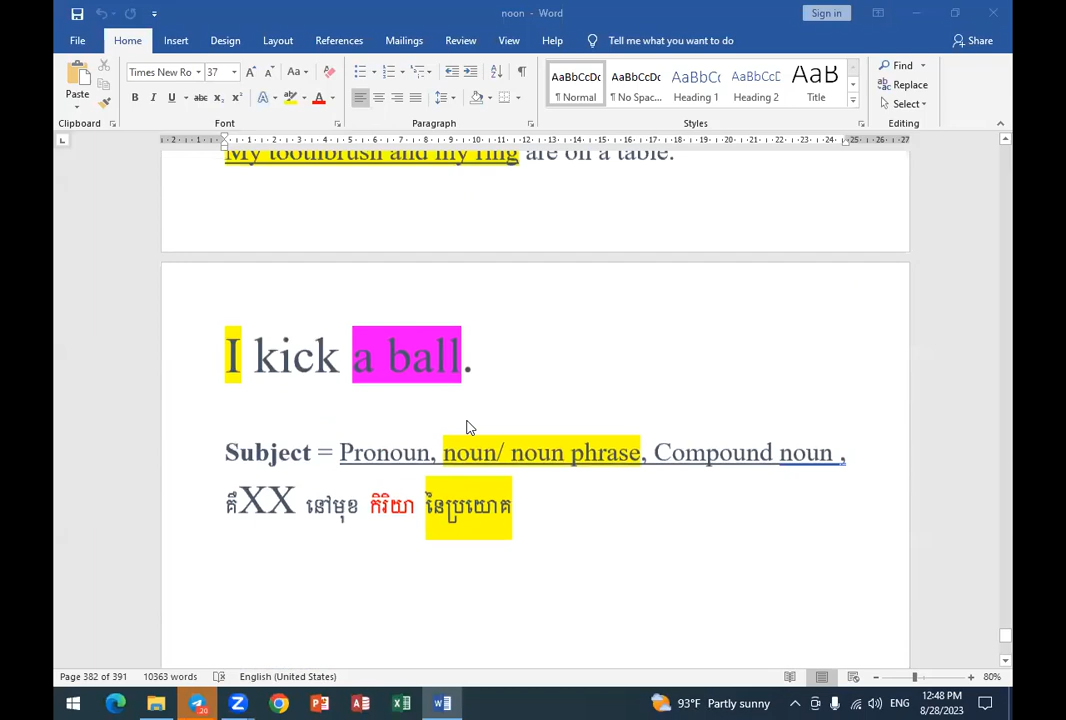 noon - Word
Sign in
File Home Insert Design Layout References Mailings Review View Help Tell me what you want to do Share
Paste
Clipboard
Times New Ro 37
Font
Paragraph
AaBbCcDc AaBbCcDc AaBbCc AaBbCcC AaB
¶ Normal ¶ No Spac... Heading 1 Heading 2 Title
Styles
Find
Replace
Select
Editing
My toothbrush and my ring are on a table.
I kick a ball.
Subject = Pronoun, noun/ noun phrase, Compound noun ,
គឺXX នៅមុខ កិរិយា នៃប្រយោគ
Page 382 of 391 10363 words English (United States) 80%
93°F Partly sunny
12:48 PM
8/28/2023